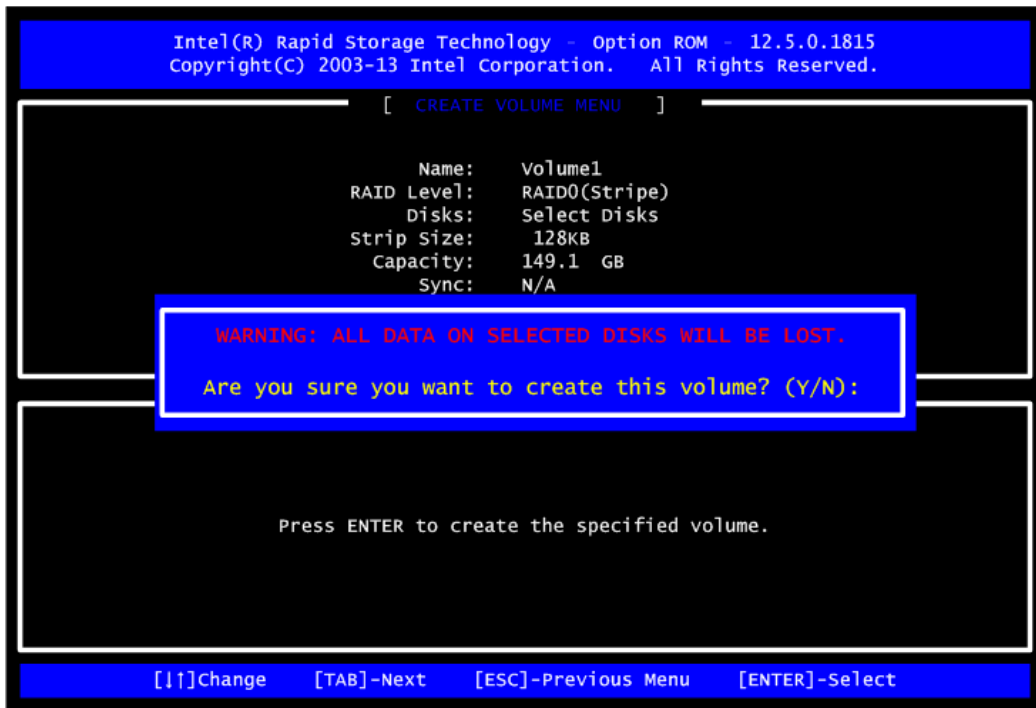 Intel(R) Rapid Storage Technology - Option ROM - 12.5.0.1815
Copyright(C) 2003-13 Intel Corporation. All Rights Reserved.
[ CREATE VOLUME MENU ]
Name: Volume1
RAID Level: RAID0(Stripe)
Disks: Select Disks
Strip Size: 128KB
Capacity: 149.1 GB
Sync: N/A
WARNING: ALL DATA ON SELECTED DISKS WILL BE LOST.
Are you sure you want to create this volume? (Y/N):
Press ENTER to create the specified volume.
[↓↑]Change [TAB]-Next [ESC]-Previous Menu [ENTER]-Select